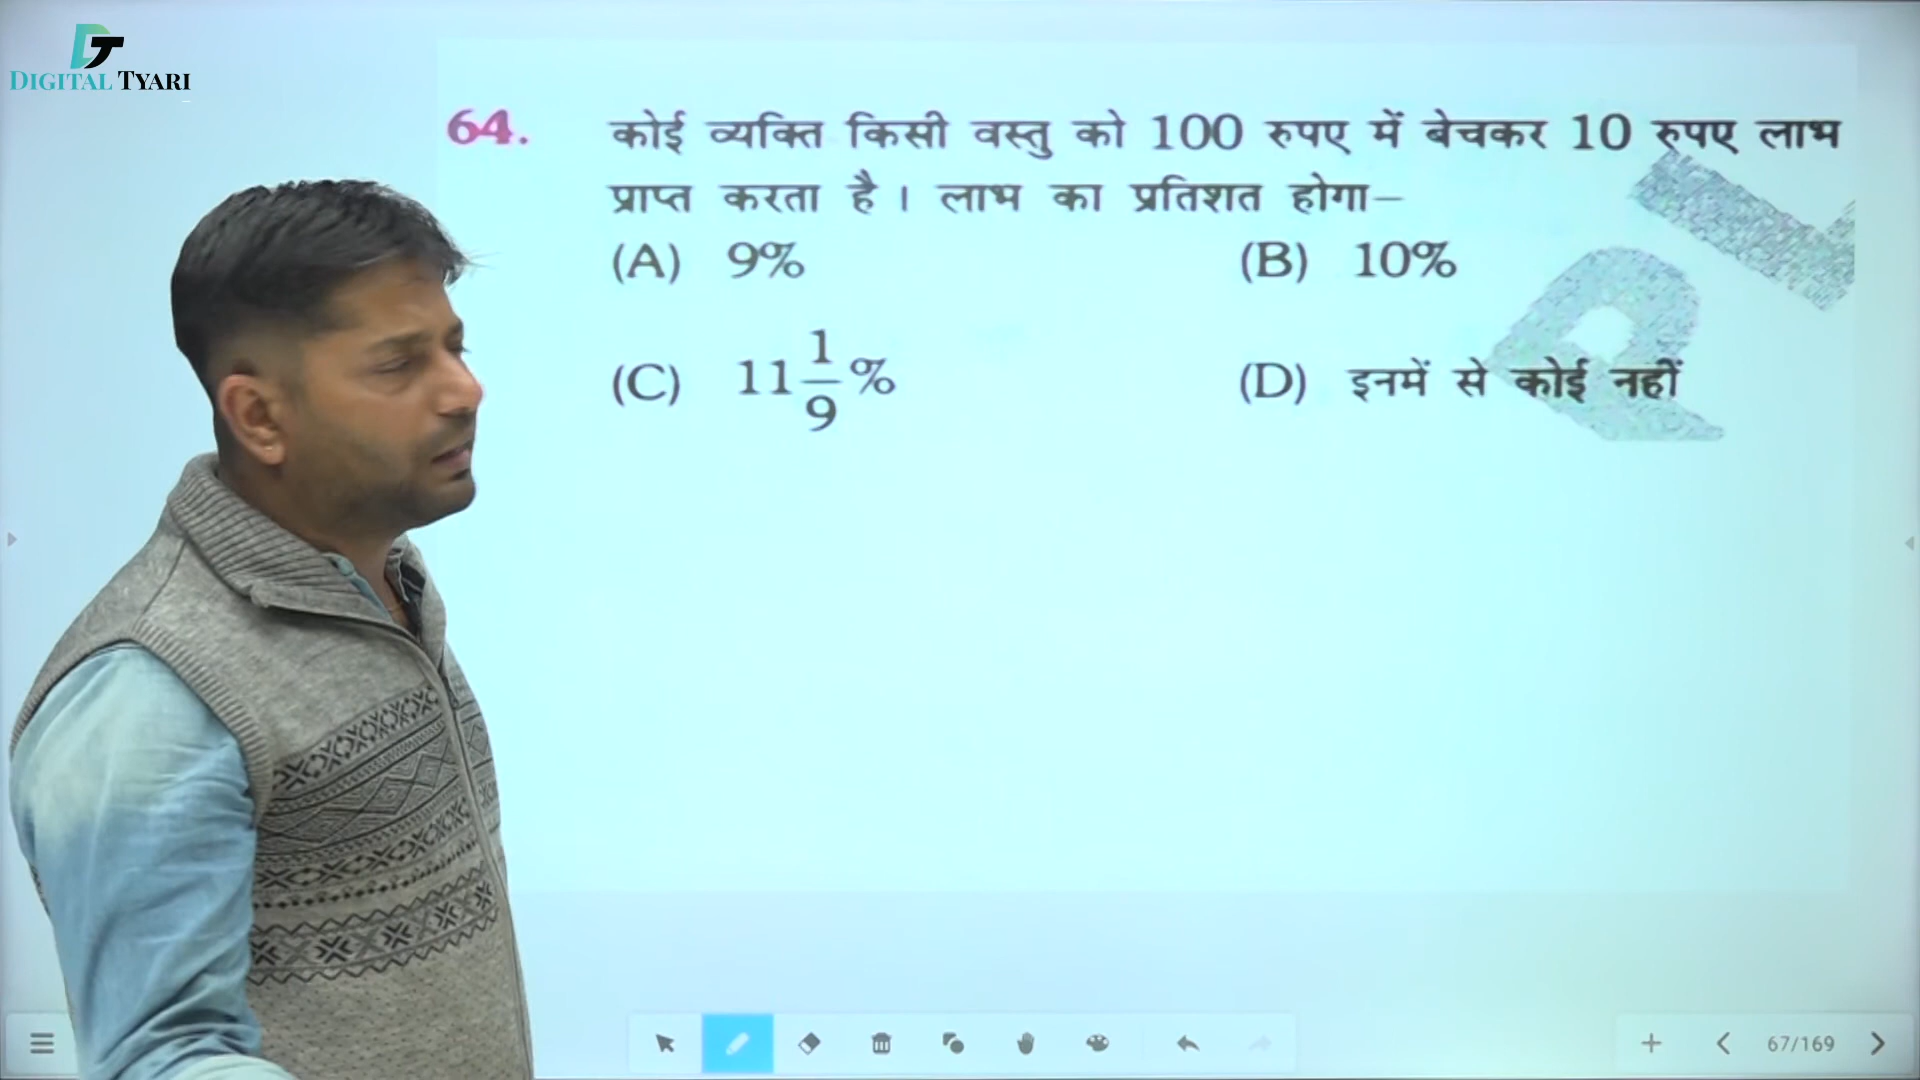 DT
DIGITAL TYARI
64. कोई व्यक्ति किसी वस्तु को 100 रुपए में बेचकर 10 रुपए लाभ
प्राप्त करता है । लाभ का प्रतिशत होगा–
(A) 9% (B) 10%
(C) 11 1/9 % (D) इनमें से कोई नहीं
67/169